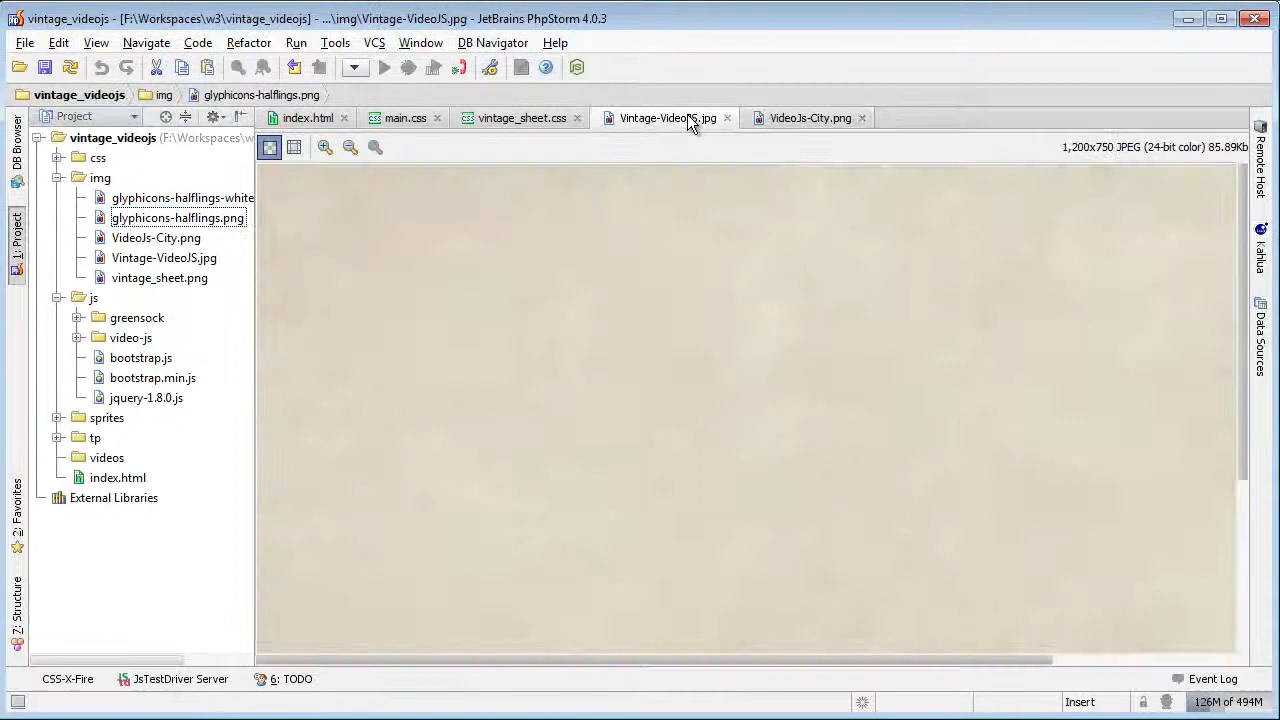 vintage_videojs - [F:\Workspaces\w3\vintage_videojs] - ...\img\Vintage-VideoJS.jpg - JetBrains PhpStorm 4.0.3
File Edit View Navigate Code Refactor Run Tools VCS Window DB Navigator Help
vintage_videojs img glyphicons-halflings.png
Project
index.html main.css vintage_sheet.css Vintage-VideoJS.jpg VideoJs-City.png
1,200x750 JPEG (24-bit color) 85.89Kb
vintage_videojs (F:\Workspaces\w
css
img
glyphicons-halflings-white
glyphicons-halflings.png
VideoJs-City.png
Vintage-VideoJS.jpg
vintage_sheet.png
js
greensock
video-js
bootstrap.js
bootstrap.min.js
jquery-1.8.0.js
sprites
tp
videos
index.html
External Libraries
DB Browser
1: Project
2: Favorites
7: Structure
Remote Host
Kahlua
Data Sources
CSS-X-Fire JsTestDriver Server 6: TODO Event Log
Insert 126M of 494M